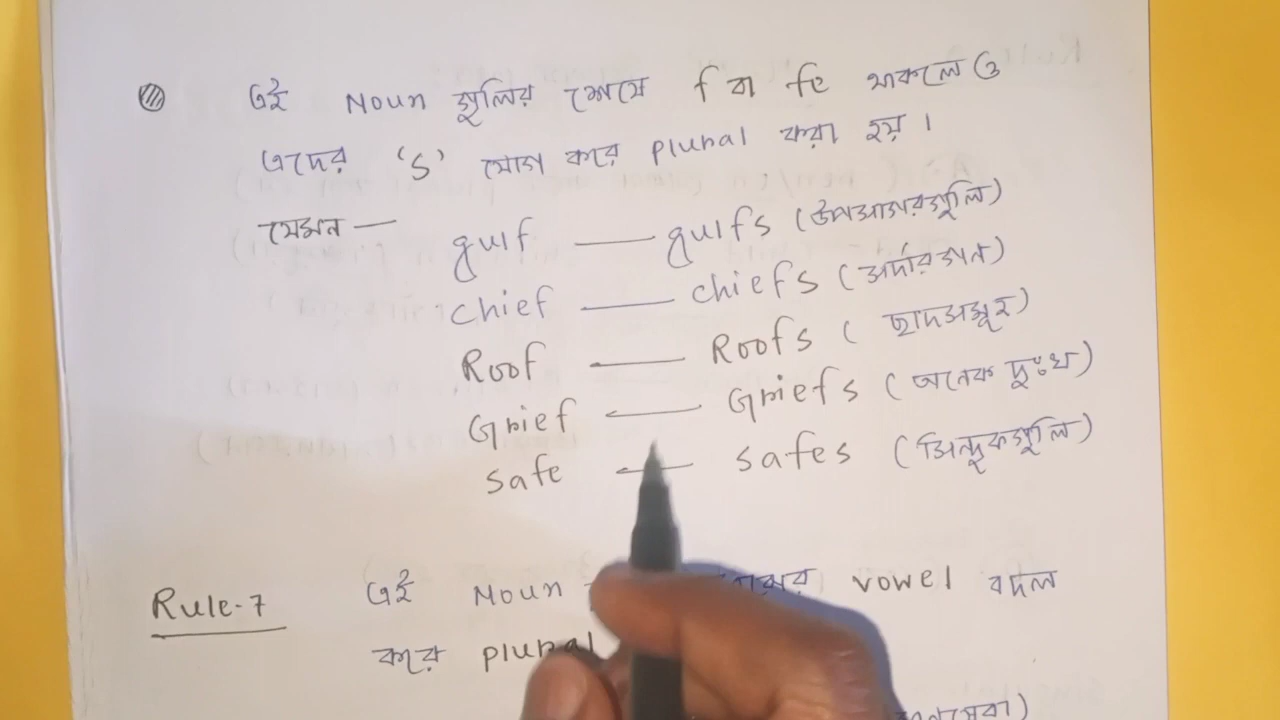 এই Noun গুলির শেষে f বা fe থাকলেও
এদের 's' যোগ করে plural করা হয়।
যেমন — gulf — gulfs (উপসাগরগুলি)
chief — chiefs (সর্দারগন)
Roof — Roofs (ছাদসমূহ)
Grief — Griefs (অনেক দুঃখ)
safe — safes (সিন্দুকগুলি)
Rule-7 এই Noun vowel বদল
করে plural